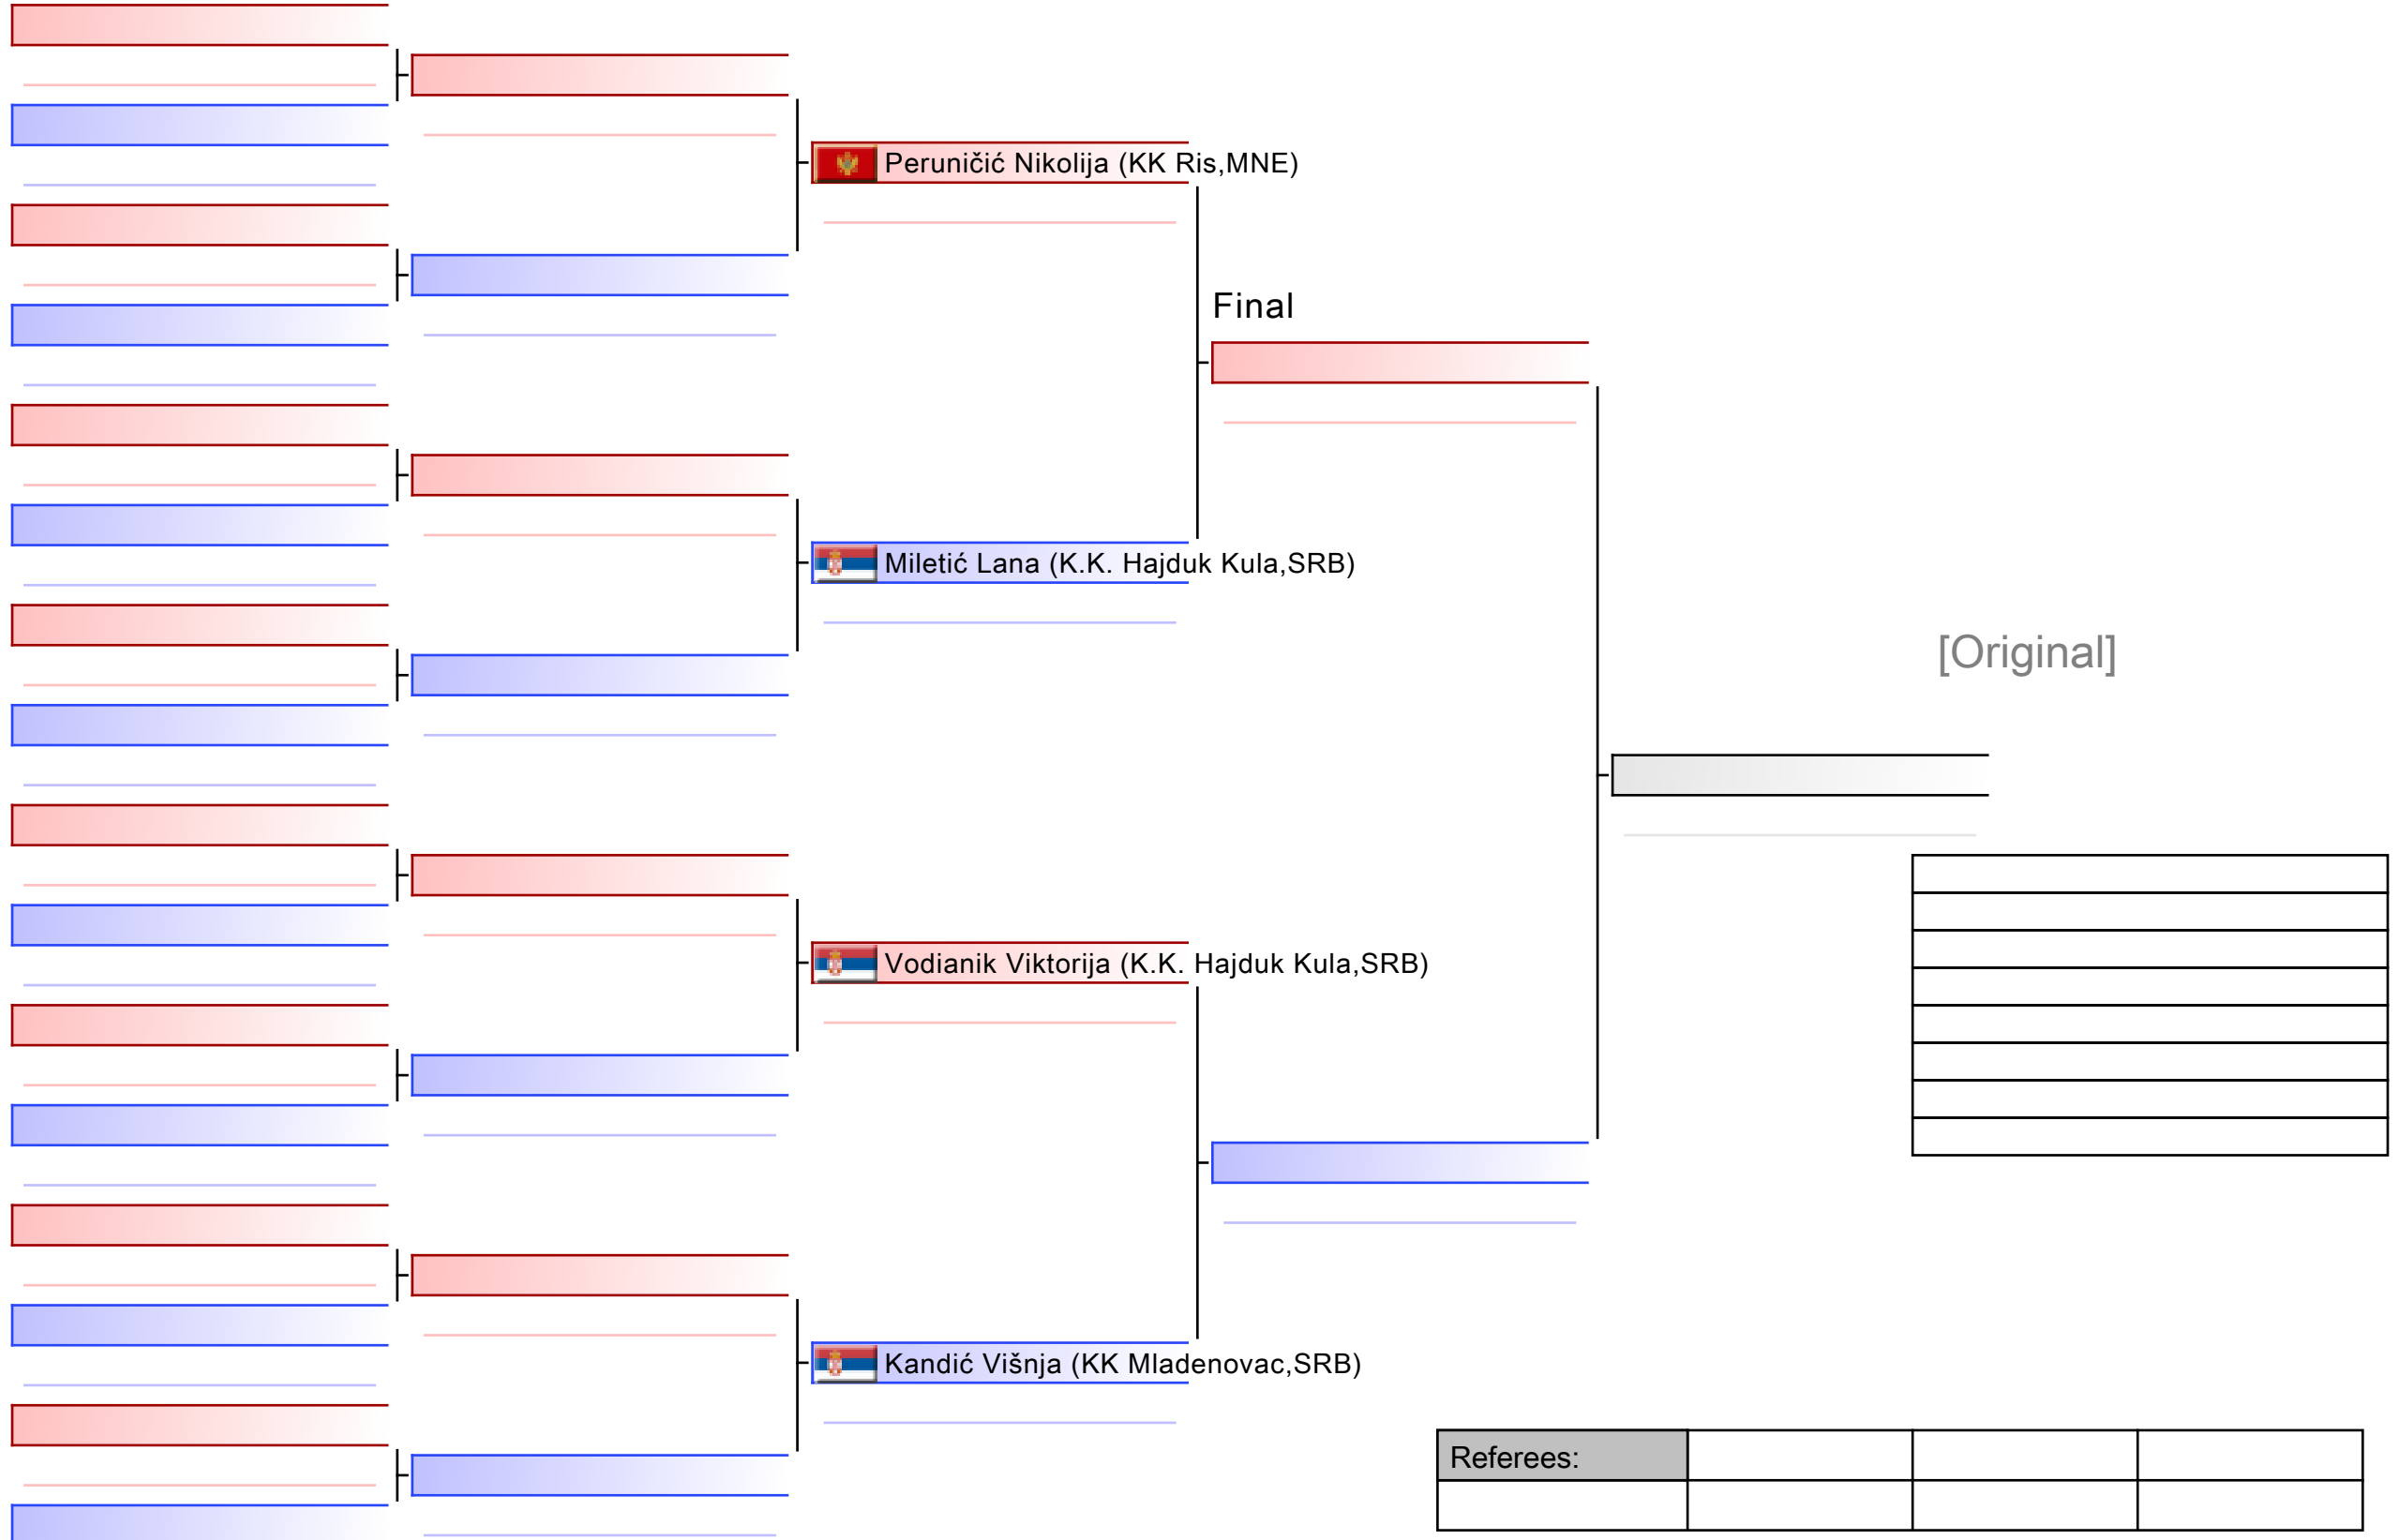 Peruničić Nikolija (KK Ris,MNE)
Final
Miletić Lana (K.K. Hajduk Kula,SRB)
[Original]
Vodianik Viktorija (K.K. Hajduk Kula,SRB)
Kandić Višnja (KK Mladenovac,SRB)
Referees: